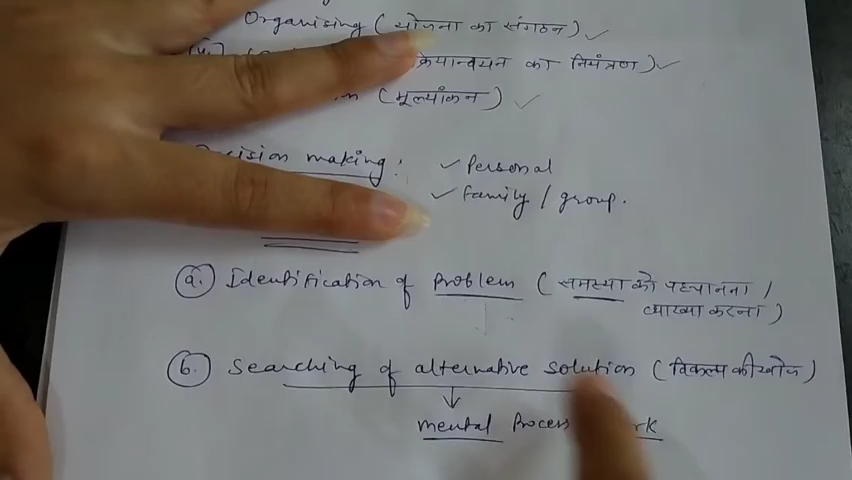 Organising (योजना का संगठन)
क्रियान्वयन का नियंत्रण)
(मूल्यांकन)
Decision making: Personal
Family / group.
a. Identification of Problem (समस्या को पहचानना /
व्याख्या करना)
b. Searching of alternative solution (विकल्प की खोज)
mental Process